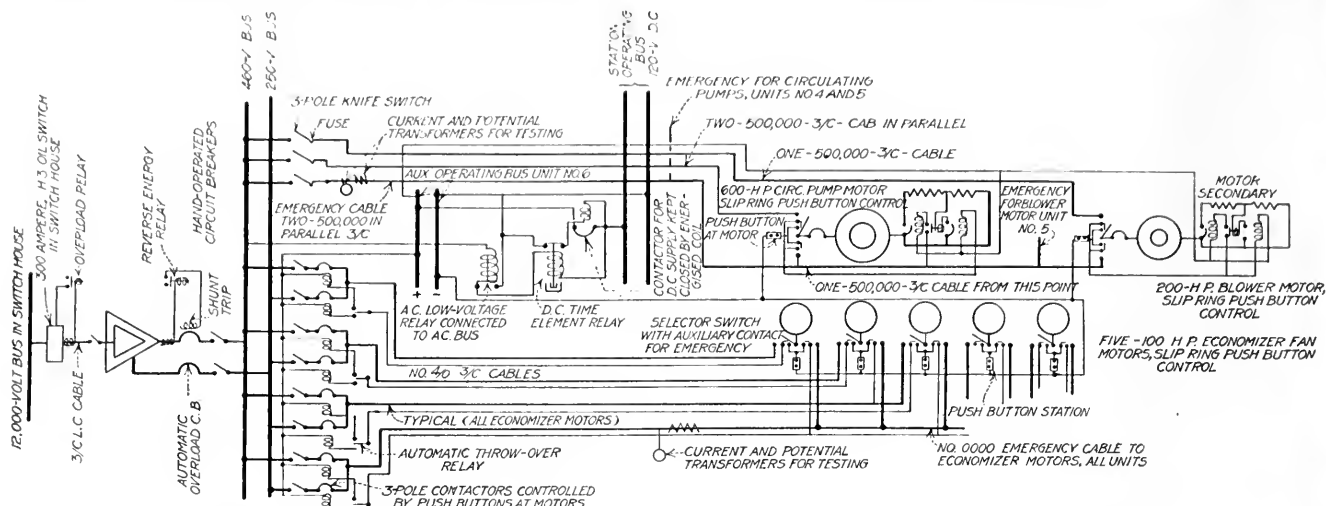 12,000-VOLT BUS IN SWITCH HOUSE
300 AMPERE, H3 OIL SWITCH
IN SWITCH HOUSE
OVERLOAD RELAY
3/C L.C CABLE
REVERSE ENERGY
RELAY
HAND-OPERATED
CIRCUIT BREAKERS
SHUNT
TRIP
AUTOMATIC
OVERLOAD C.B.
460-V BUS
250-V BUS
3-POLE KNIFE SWITCH
FUSE
CURRENT AND POTENTIAL
TRANSFORMERS FOR TESTING
AUX OPERATING BUS UNIT NO.6
EMERGENCY CABLE
TWO-500,000 IN
PARALLEL 3/C
STATION
OPERATING
BUS
120-V D.C
EMERGENCY FOR CIRCULATING
PUMPS, UNITS NO 4 AND 5
TWO-500,000-3/C-CAB IN PARALLEL
ONE-500,000-3/C-CABLE
600-H P CIRC. PUMP MOTOR
SLIP RING PUSH BUTTON CONTROL
PUSH BUTTON
AT MOTOR
EMERGENCY
FOR BLOWER
MOTOR UNIT
NO. 5
MOTOR
SECONDARY
CONTACTOR FOR
D.C SUPPLY KEPT
CLOSED BY ENER-
GISED COIL
+ -
A.C. LOW-VOLTAGE
RELAY CONNECTED
TO A.C. BUS
D.C. TIME
ELEMENT RELAY
ONE-500,000-3/C CABLE FROM THIS POINT
200-H P. BLOWER MOTOR,
SLIP RING PUSH BUTTON
CONTROL
SELECTOR SWITCH
WITH AUXILIARY CONTACT
FOR EMERGENCY
FIVE-100 H P. ECONOMIZER FAN
MOTORS, SLIP RING PUSH BUTTON
CONTROL
NO. 4/0 3/C CABLES
PUSH BUTTON STATION
TYPICAL (ALL ECONOMIZER MOTORS)
AUTOMATIC THROW-OVER
RELAY
CURRENT AND POTENTIAL
TRANSFORMERS FOR TESTING
NO. 0000 EMERGENCY CABLE TO
ECONOMIZER MOTORS, ALL UNITS
3-POLE CONTACTORS CONTROLLED
BY PUSH BUTTONS AT MOTORS